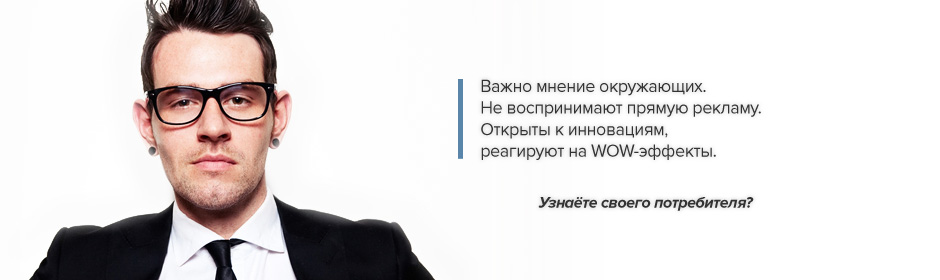 Важно мнение окружающих.
Не воспринимают прямую рекламу.
Открыты к инновациям,
реагируют на WOW-эффекты.
Узнаёте своего потребителя?